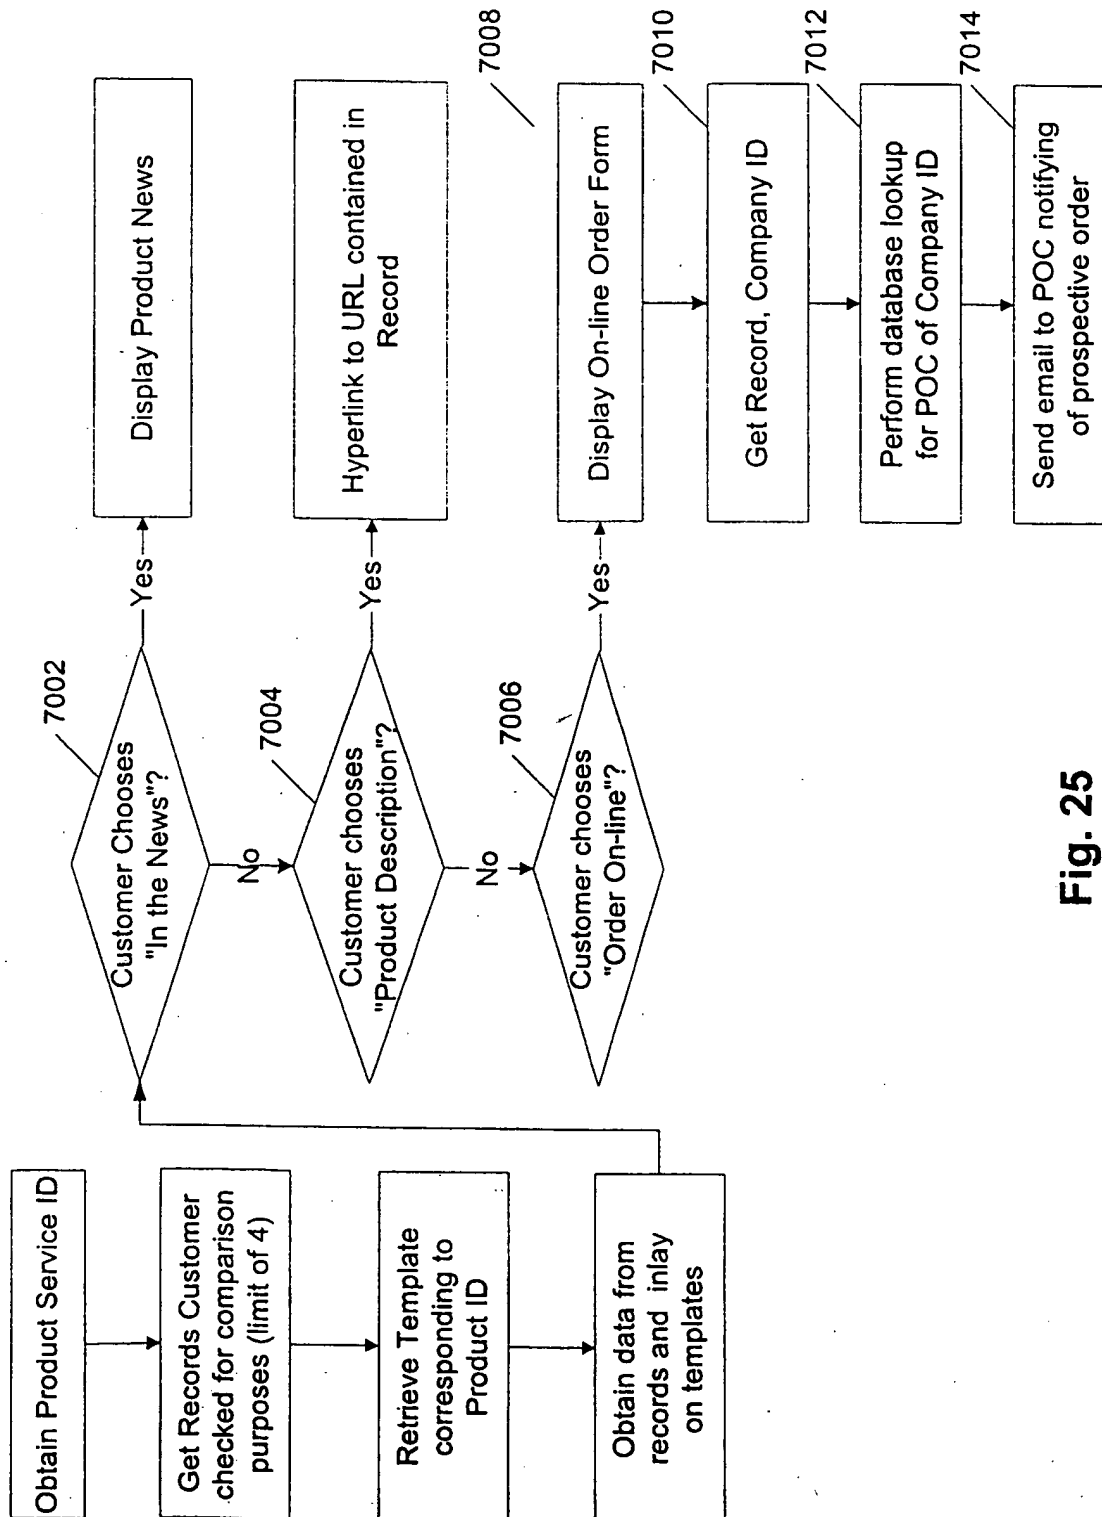 Obtain Product Service ID
Get Records Customer
checked for comparison
purposes (limit of 4)
Retrieve Template
corresponding to
Product ID
Obtain data from
records and inlay
on templates
7002
Customer Chooses
"In the News"?
Yes
Display Product News
No
7004
Customer chooses
"Product Description"?
Yes
Hyperlink to URL contained in
Record
No
7006
Customer chooses
"Order On-line"?
Yes
7008
Display On-line Order Form
7010
Get Record, Company ID
7012
Perform database lookup
for POC of Company ID
7014
Send email to POC notifying
of prospective order
Fig. 25